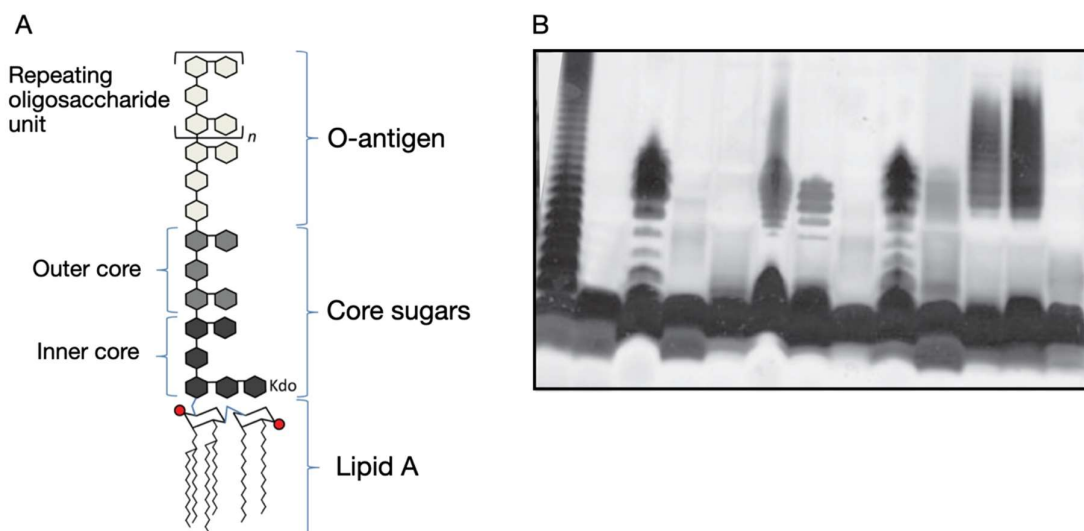 A
Repeating
oligosaccharide
unit
n
O-antigen
Outer core
Core sugars
Inner core
Kdo
Lipid A
B